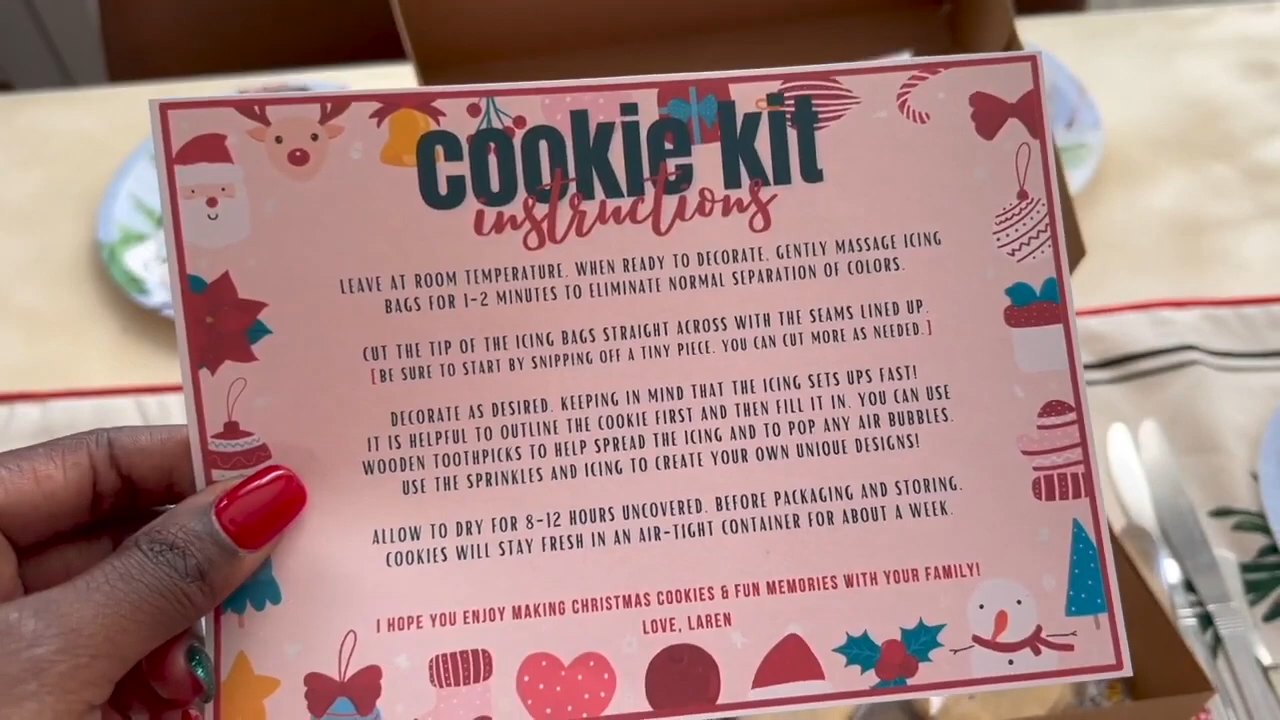 cookie kit
instructions
LEAVE AT ROOM TEMPERATURE. WHEN READY TO DECORATE, GENTLY MASSAGE ICING
BAGS FOR 1-2 MINUTES TO ELIMINATE NORMAL SEPARATION OF COLORS.
CUT THE TIP OF THE ICING BAGS STRAIGHT ACROSS WITH THE SEAMS LINED UP.
[BE SURE TO START BY SNIPPING OFF A TINY PIECE. YOU CAN CUT MORE AS NEEDED.]
DECORATE AS DESIRED. KEEPING IN MIND THAT THE ICING SETS UPS FAST!
IT IS HELPFUL TO OUTLINE THE COOKIE FIRST AND THEN FILL IT IN. YOU CAN USE
WOODEN TOOTHPICKS TO HELP SPREAD THE ICING AND TO POP ANY AIR BUBBLES.
USE THE SPRINKLES AND ICING TO CREATE YOUR OWN UNIQUE DESIGNS!
ALLOW TO DRY FOR 8-12 HOURS UNCOVERED. BEFORE PACKAGING AND STORING.
COOKIES WILL STAY FRESH IN AN AIR-TIGHT CONTAINER FOR ABOUT A WEEK.
I HOPE YOU ENJOY MAKING CHRISTMAS COOKIES & FUN MEMORIES WITH YOUR FAMILY!
LOVE, LAREN